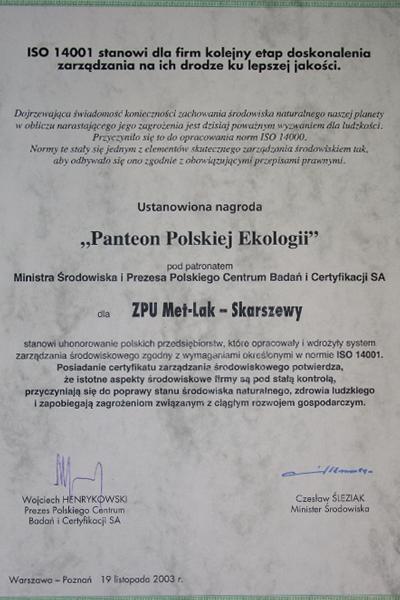 ISO 14001 stanowi dla firm kolejny etap doskonalenia
zarządzania na ich drodze ku lepszej jakości.
Dojrzewająca świadomość konieczności zachowania środowiska naturalnego naszej planety
w obliczu narastającego jego zagrożenia jest dzisiaj poważnym wyzwaniem dla ludzkości.
Przyczyniło się to do opracowania norm ISO 14000.
Normy te stały się jednym z elementów skutecznego zarządzania środowiskiem tak,
aby odbywało się ono zgodnie z obowiązującymi przepisami prawnymi.
Ustanowiona nagroda
„Panteon Polskiej Ekologii”
pod patronatem
Ministra Środowiska i Prezesa Polskiego Centrum Badań i Certyfikacji SA
dla ZPU Met-Lak – Skarszewy
stanowi uhonorowanie polskich przedsiębiorstw, które opracowały i wdrożyły system
zarządzania środowiskowego zgodny z wymaganiami określonymi w normie ISO 14001.
Posiadanie certyfikatu zarządzania środowiskowego potwierdza,
że istotne aspekty środowiskowe firmy są pod stałą kontrolą,
przyczyniają się do poprawy stanu środowiska naturalnego, zdrowia ludzkiego
i zapobiegają zagrożeniom związanym z ciągłym rozwojem gospodarczym.
Wojciech HENRYKOWSKI
Prezes Polskiego Centrum
Badań i Certyfikacji SA
Czesław ŚLEZIAK
Minister Środowiska
Warszawa – Poznań 19 listopada 2003 r.